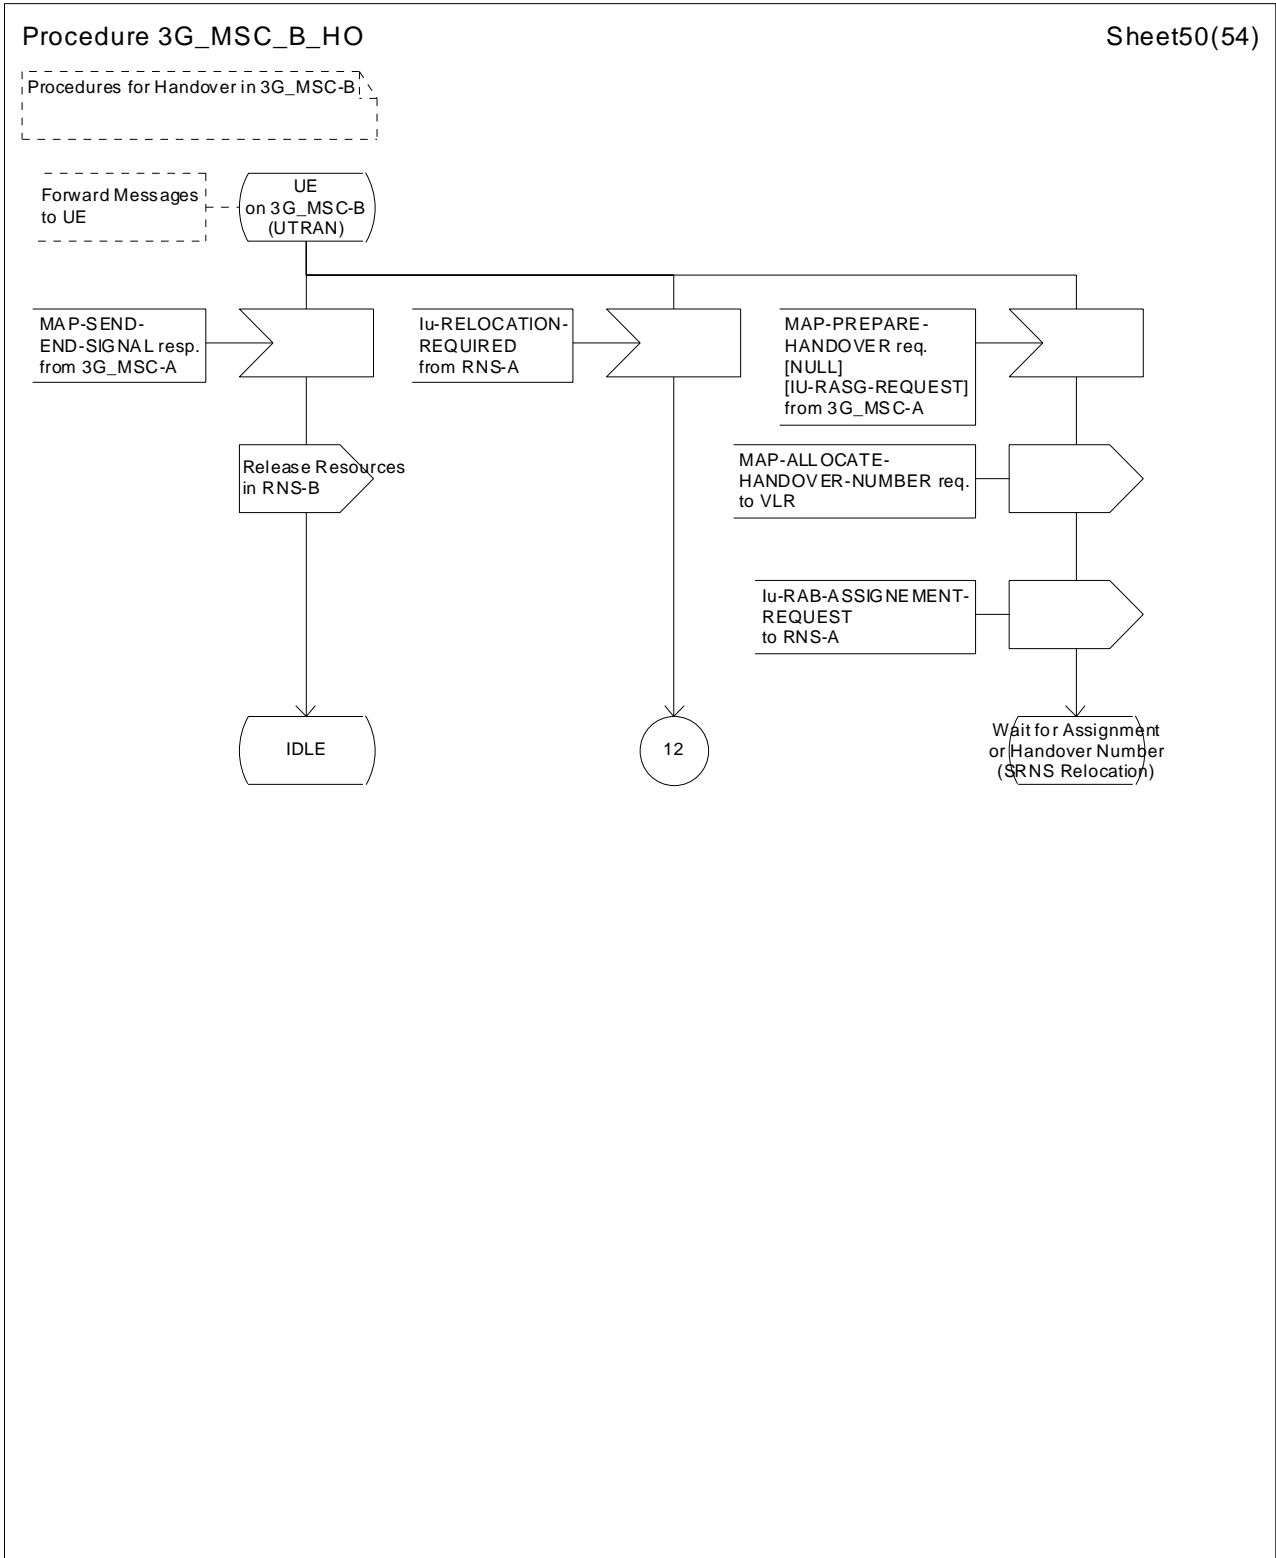 Procedure 3G_MSC_B_HO
Sheet50(54)
Procedures for Handover in 3G_MSC-B
Forward Messages
to UE
UE
on 3G_MSC-B
(UTRAN)
MAP-SEND-
END-SIGNAL resp.
from 3G_MSC-A
Iu-RELOCATION-
REQUIRED
from RNS-A
MAP-PREPARE-
HANDOVER req.
[NULL]
[IU-RASG-REQUEST]
from 3G_MSC-A
Release Resources
in RNS-B
MAP-ALLOCATE-
HANDOVER-NUMBER req.
to VLR
Iu-RAB-ASSIGNEMENT-
REQUEST
to RNS-A
IDLE
12
Wait for Assignment
or Handover Number
(SRNS Relocation)